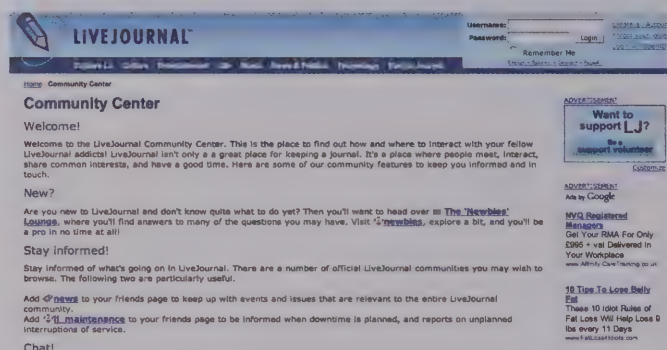 LIVEJOURNAL™
Username:
Password:
Login
Remember Me
Home Community Center
Community Center
Welcome!
Welcome to the LiveJournal Community Center. This is the place to find out how and where to interact with your fellow
LiveJournal addicts! LiveJournal isn't only a a great place for keeping a journal. It's a place where people meet, interact,
share common interests, and have a good time. Here are some of our community features to keep you informed and in
touch.
New?
Are you new to LiveJournal and don't know quite what to do yet? Then you'll want to head over to The 'Newbies'
Lounge, where you'll find answers to many of the questions you may have. Visit newbies, explore a bit, and you'll be
a pro in no time at all!
Stay informed!
Stay informed of what's going on in LiveJournal. There are a number of official LiveJournal communities you may wish to
browse. The following two are particularly useful.
Add news to your friends page to keep up with events and issues that are relevant to the entire LiveJournal
community.
Add lj_maintenance to your friends page to be informed when downtime is planned, and reports on unplanned
interruptions of service.
Chat!
ADVERTISEMENT
Want to
support LJ?
Be a
support volunteer
Customize
ADVERTISEMENT
Ads by Google
NVQ Registered
Managers
Get Your RMA For Only
£995 + vat Delivered In
Your Workplace
www.AffinityCareTraining.co.uk
10 Tips To Lose Belly
Fat
These 10 Idiot Rules of
Fat Loss Will Help Loss 9
lbs every 11 Days
www.FatLoss4Idiots.com